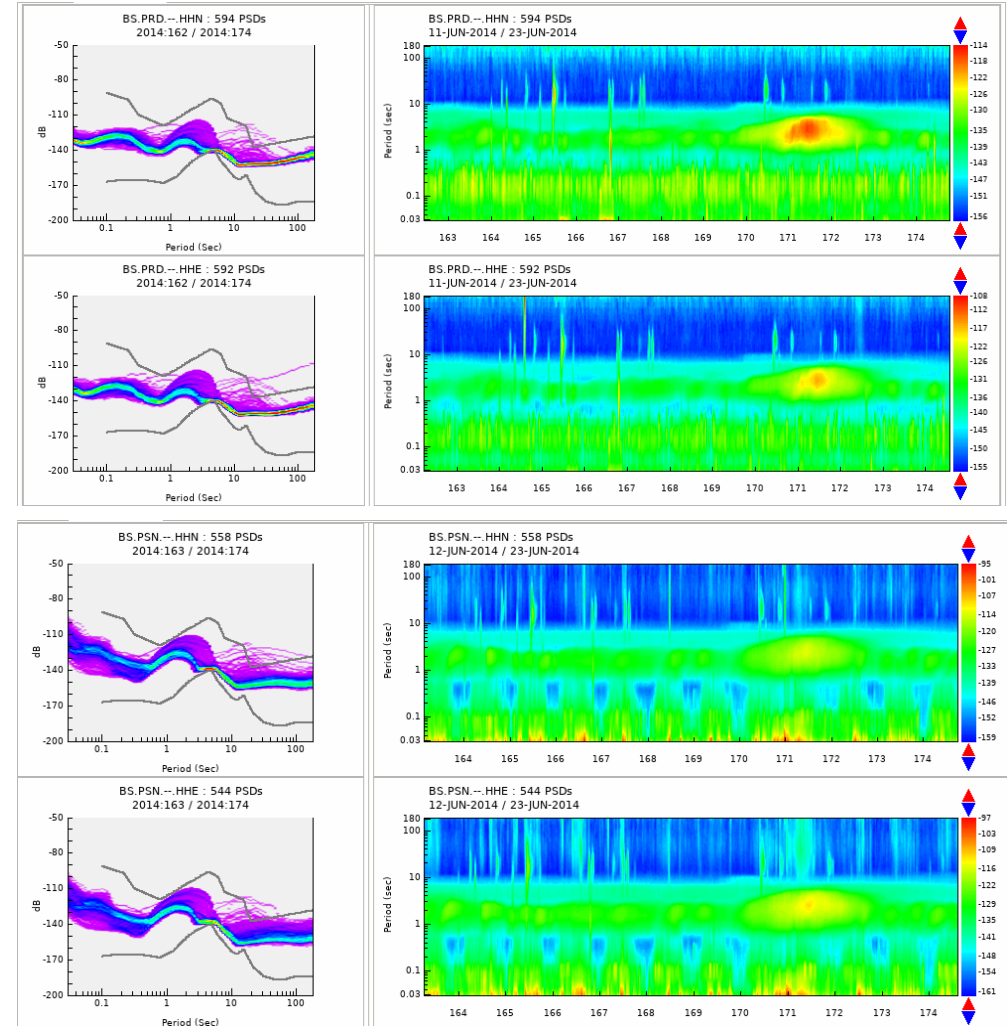 BS.PRD.--.HHN : 594 PSDs
2014:162 / 2014:174
-50
-80
-110
-140
-170
-200
dB
0.1 1 10 100
Period (Sec)
BS.PRD.--.HHN : 594 PSDs
11-JUN-2014 / 23-JUN-2014
180
100
10
1
0.1
0.03
Period (sec)
163 164 165 166 167 168 169 170 171 172 173 174
-114
-118
-122
-126
-130
-135
-139
-143
-147
-151
-156
BS.PRD.--.HHE : 592 PSDs
2014:162 / 2014:174
-50
-80
-110
-140
-170
-200
dB
0.1 1 10 100
Period (Sec)
BS.PRD.--.HHE : 592 PSDs
11-JUN-2014 / 23-JUN-2014
180
100
10
1
0.1
0.03
Period (sec)
163 164 165 166 167 168 169 170 171 172 173 174
-108
-112
-117
-122
-126
-131
-136
-140
-145
-150
-155
BS.PSN.--.HHN : 558 PSDs
2014:163 / 2014:174
-50
-80
-110
-140
-170
-200
dB
0.1 1 10 100
Period (Sec)
BS.PSN.--.HHN : 558 PSDs
12-JUN-2014 / 23-JUN-2014
180
100
10
1
0.1
0.03
Period (sec)
164 165 166 167 168 169 170 171 172 173 174
-95
-101
-107
-114
-120
-127
-133
-139
-146
-152
-159
BS.PSN.--.HHE : 544 PSDs
2014:163 / 2014:174
-50
-80
-110
-140
-170
-200
dB
0.1 1 10 100
Period (Sec)
BS.PSN.--.HHE : 544 PSDs
12-JUN-2014 / 23-JUN-2014
180
100
10
1
0.1
0.03
Period (sec)
164 165 166 167 168 169 170 171 172 173 174
-97
-103
-109
-116
-122
-129
-135
-141
-148
-154
-161